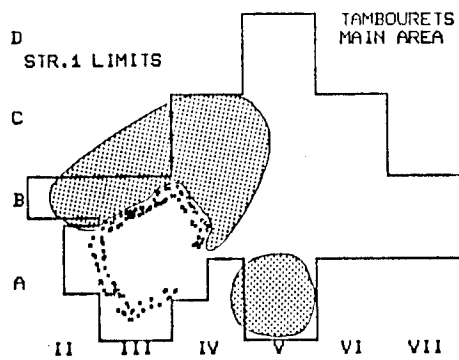 D
TAMBOURETS
MAIN AREA
STR.1 LIMITS
C
B
A
II III IV V VI VII